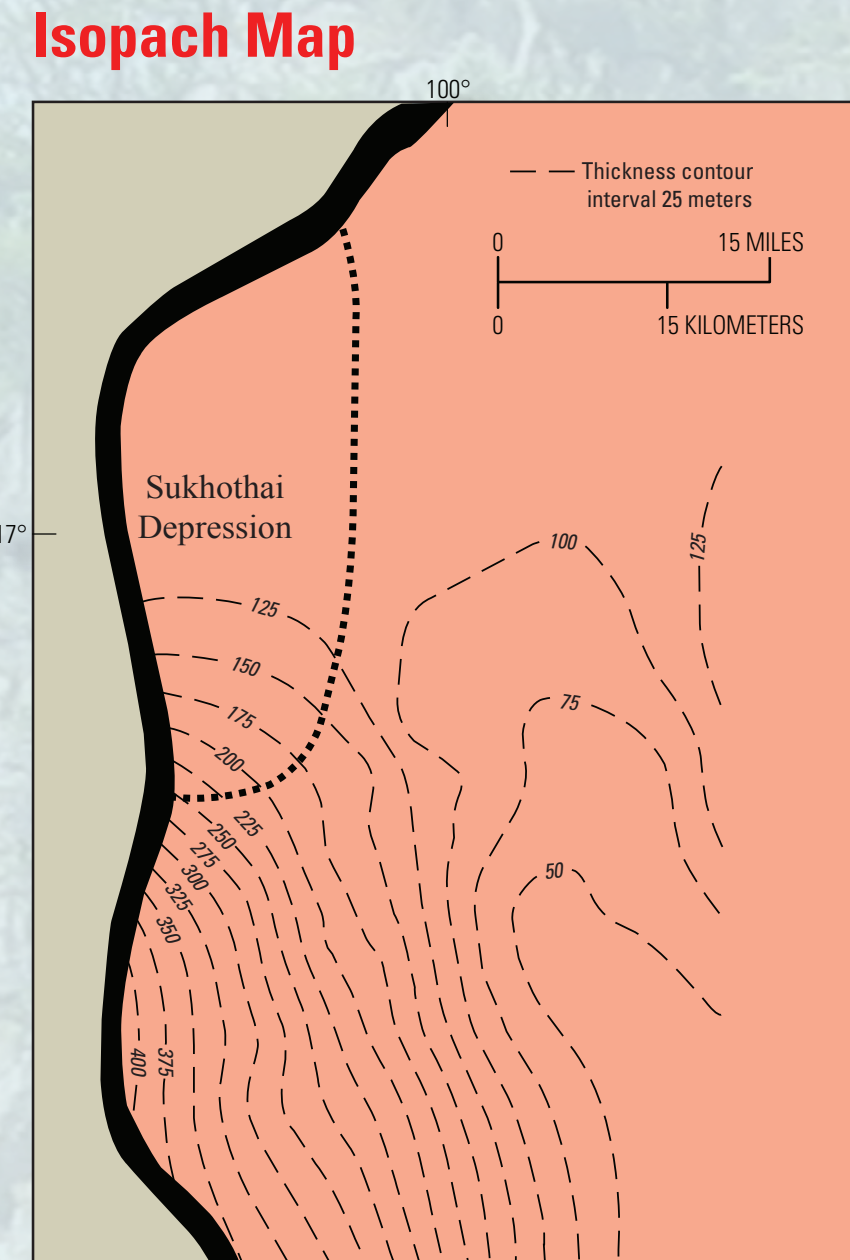 Isopach Map
100°
Thickness contour
interval 25 meters
0
15 MILES
0
15 KILOMETERS
Sukhothai
Depression
17°
125
100
125
150
75
175
200
225
250
275
300
325
350
50
400
375